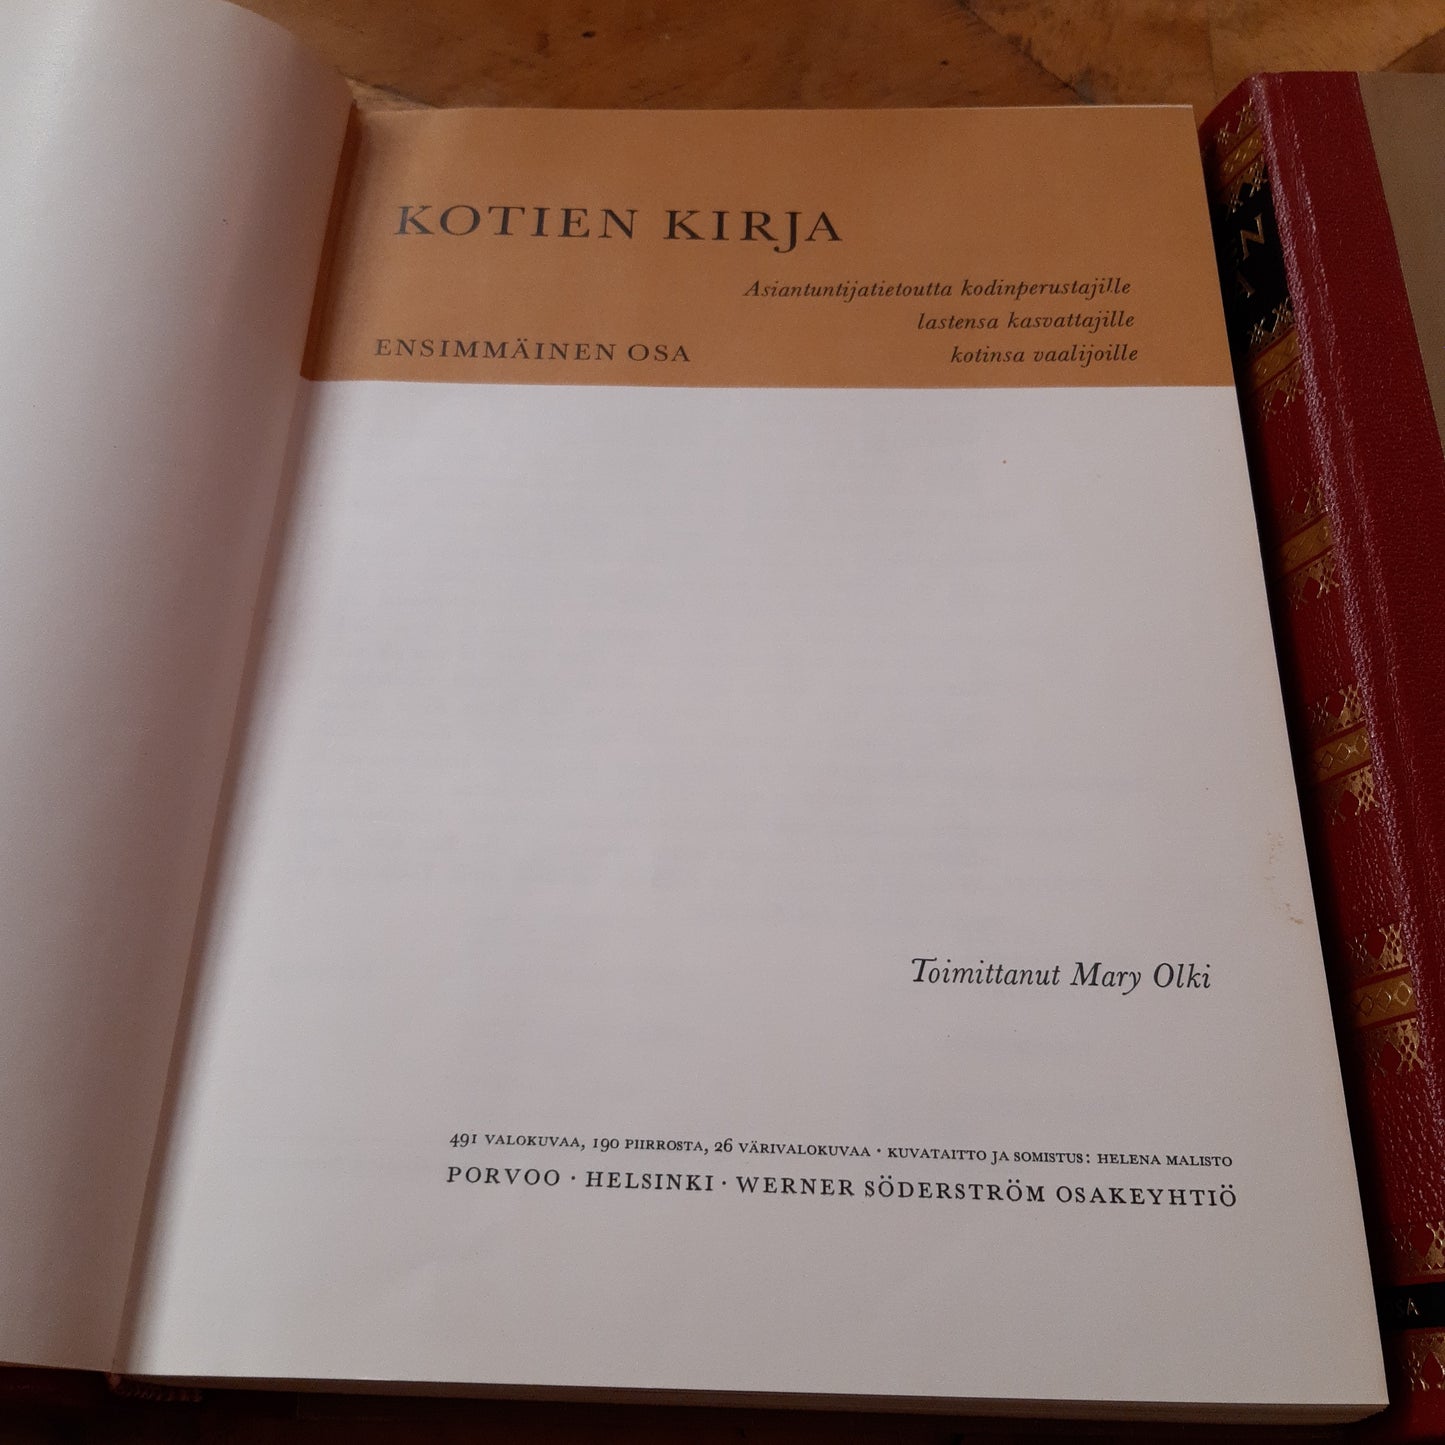 KOTIEN KIRJA
Asiantuntijatietoutta kodinperustajille
lastensa kasvattajille
kotinsa vaalijoille
ENSIMMÄINEN OSA
Toimittanut Mary Olki
491 VALOKUVAA, 190 PIIRROSTA, 26 VÄRIVALOKUVAA · KUVATAITTO JA SOMISTUS: HELENA MALISTO
PORVOO · HELSINKI · WERNER SÖDERSTRÖM OSAKEYHTIÖ